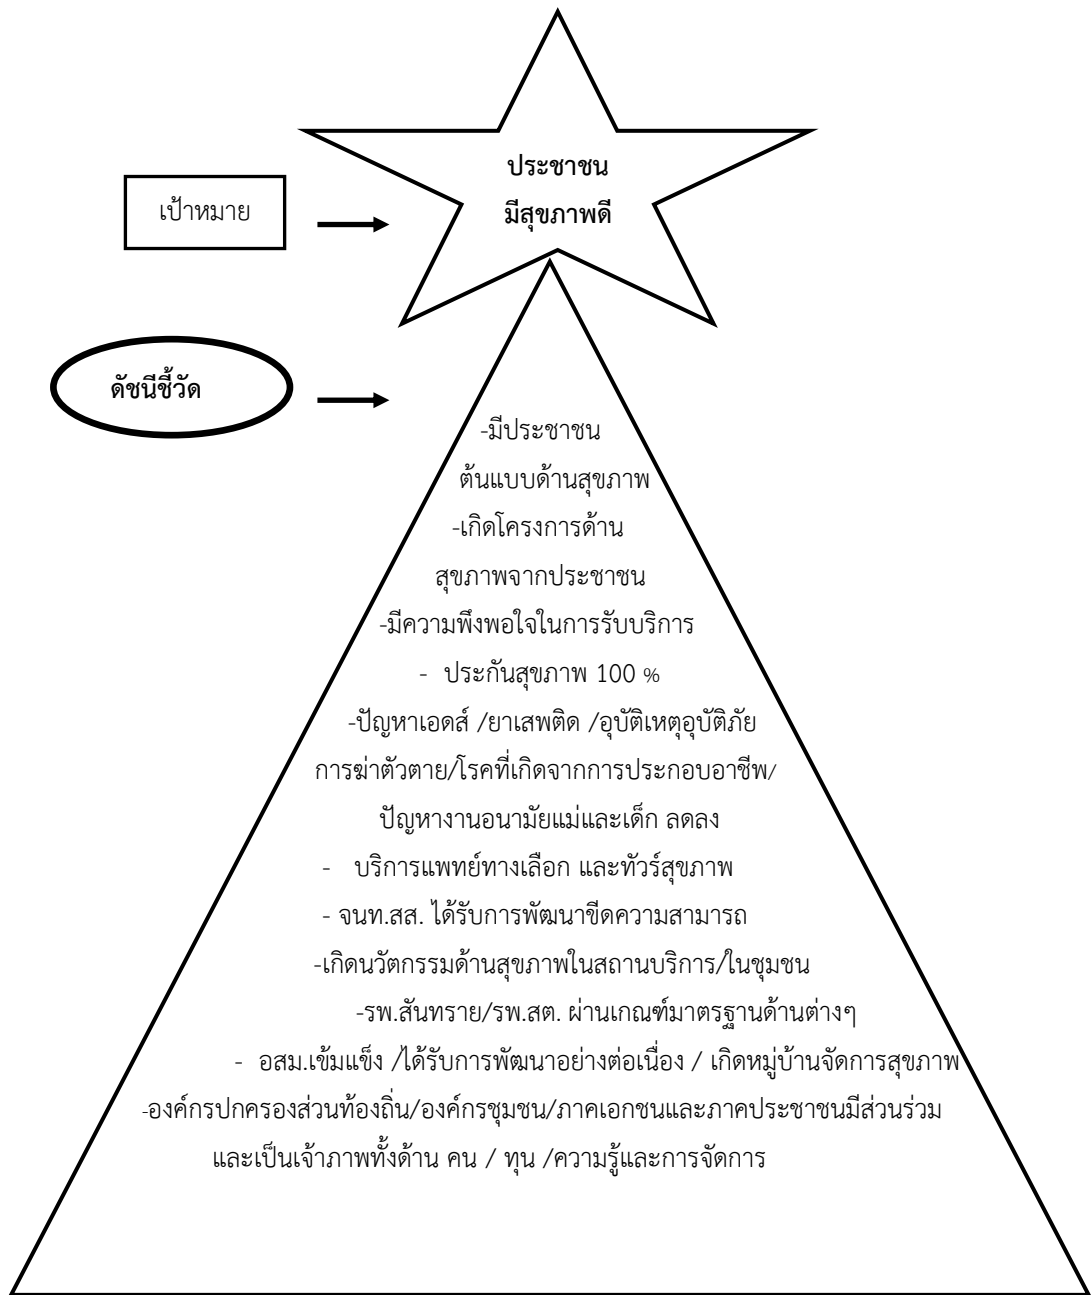 ประชาชน
มีสุขภาพดี
เป้าหมาย
ดัชนีชี้วัด
-มีประชาชน
ต้นแบบด้านสุขภาพ
-เกิดโครงการด้าน
สุขภาพจากประชาชน
-มีความพึงพอใจในการรับบริการ
- ประกันสุขภาพ 100 %
-ปัญหาเอดส์ /ยาเสพติด /อุบัติเหตุอุบัติภัย
การฆ่าตัวตาย/โรคที่เกิดจากการประกอบอาชีพ/
ปัญหางานอนามัยแม่และเด็ก ลดลง
- บริการแพทย์ทางเลือก และทัวร์สุขภาพ
- จนท.สส. ได้รับการพัฒนาขีดความสามารถ
-เกิดนวัตกรรมด้านสุขภาพในสถานบริการ/ในชุมชน
-รพ.สันทราย/รพ.สต. ผ่านเกณฑ์มาตรฐานด้านต่างๆ
- อสม.เข้มแข็ง /ได้รับการพัฒนาอย่างต่อเนื่อง / เกิดหมู่บ้านจัดการสุขภาพ
-องค์กรปกครองส่วนท้องถิ่น/องค์กรชุมชน/ภาคเอกชนและภาคประชาชนมีส่วนร่วม
และเป็นเจ้าภาพทั้งด้าน คน / ทุน /ความรู้และการจัดการ